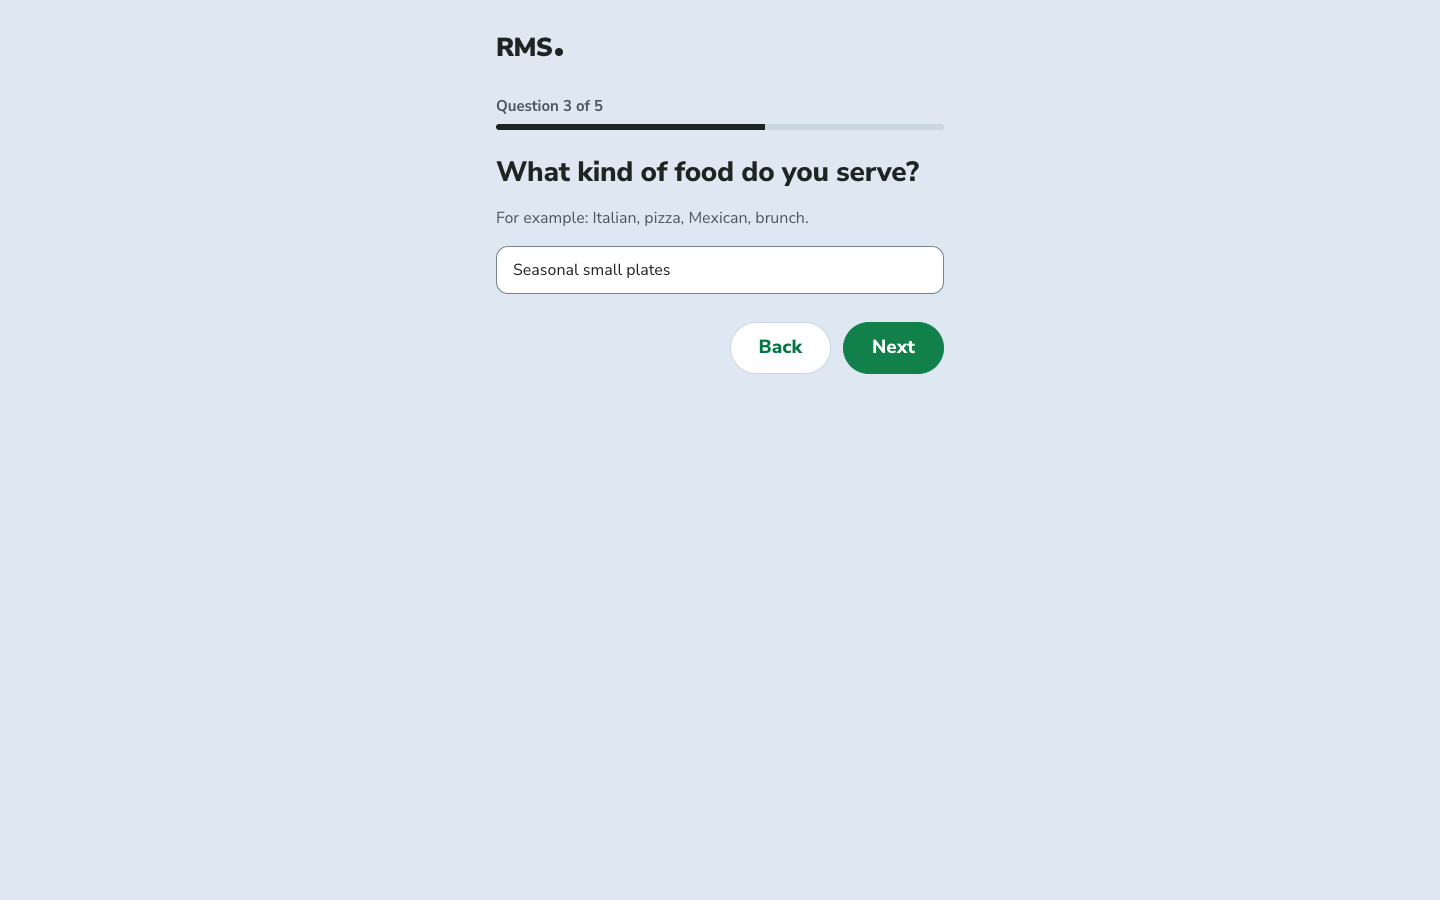 RMS.
Question 3 of 5
What kind of food do you serve?
For example: Italian, pizza, Mexican, brunch.
Seasonal small plates
Back Next